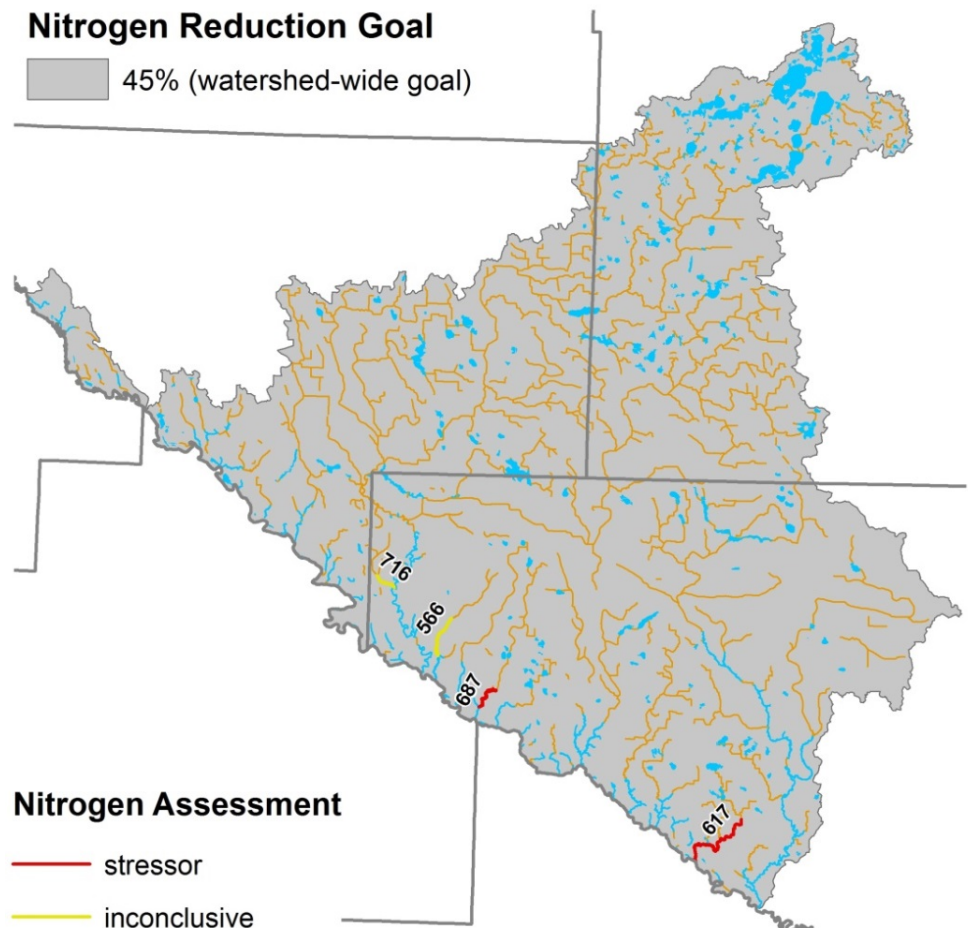 Nitrogen Reduction Goal
45% (watershed-wide goal)
716
566
687
617
Nitrogen Assessment
stressor
inconclusive